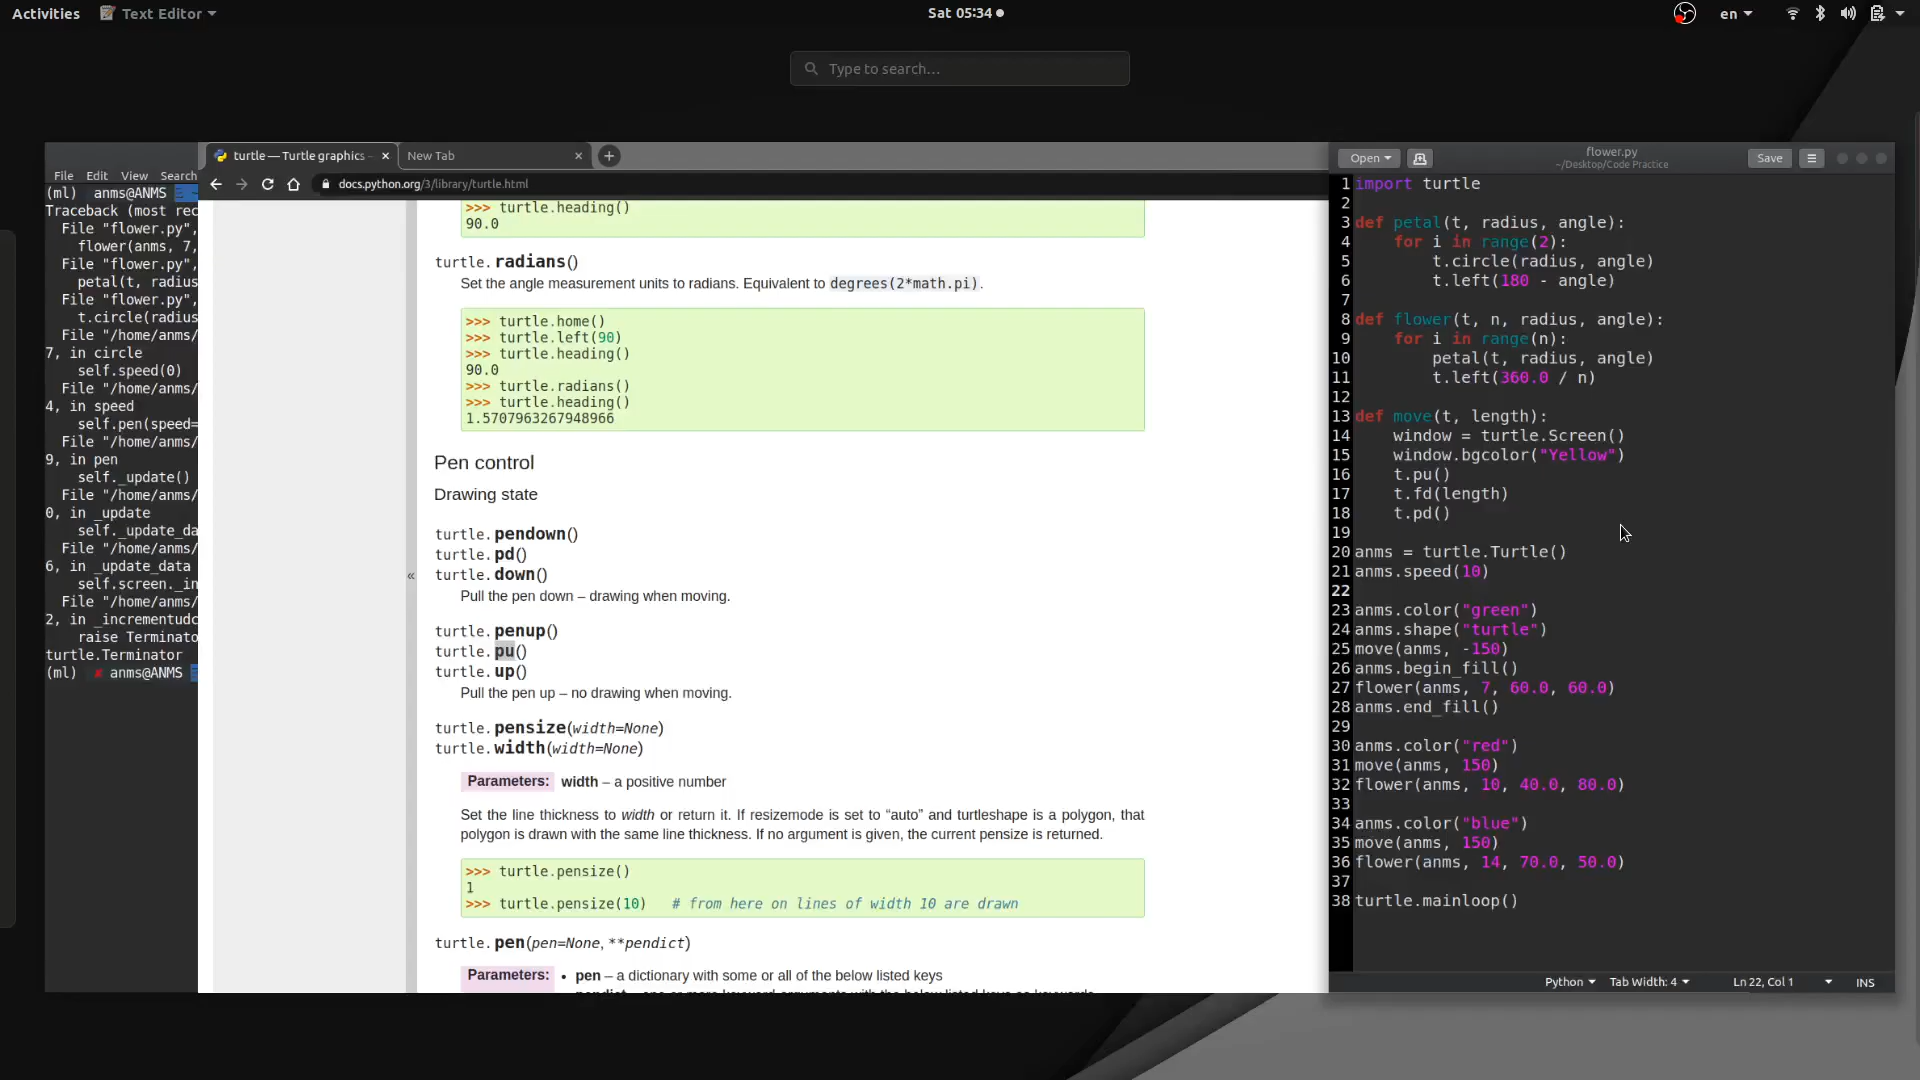 Activities
Text Editor
Sat 05:34
en
Type to search...
File Edit View Search
(ml) anms@ANMS
Traceback (most rec
File "flower.py",
flower(anms, 7,
File "flower.py",
petal(t, radius
File "flower.py",
t.circle(radius
File "/home/anms/
7, in circle
self.speed(0)
File "/home/anms/
4, in speed
self.pen(speed=
File "/home/anms/
9, in pen
self._update()
File "/home/anms/
0, in _update
self._update_da
File "/home/anms/
6, in _update_data
self.screen._in
File "/home/anms/
2, in _incrementudc
raise Terminato
turtle.Terminator
(ml) anms@ANMS
turtle — Turtle graphics
New Tab
docs.python.org/3/library/turtle.html
«
>>> turtle.heading()
90.0
turtle.radians()
Set the angle measurement units to radians. Equivalent to degrees(2*math.pi).
>>> turtle.home()
>>> turtle.left(90)
>>> turtle.heading()
90.0
>>> turtle.radians()
>>> turtle.heading()
1.5707963267948966
Pen control
Drawing state
turtle.pendown()
turtle.pd()
turtle.down()
Pull the pen down – drawing when moving.
turtle.penup()
turtle.pu()
turtle.up()
Pull the pen up – no drawing when moving.
turtle.pensize(width=None)
turtle.width(width=None)
Parameters: width – a positive number
Set the line thickness to width or return it. If resizemode is set to “auto” and turtleshape is a polygon, that
polygon is drawn with the same line thickness. If no argument is given, the current pensize is returned.
>>> turtle.pensize()
1
>>> turtle.pensize(10) # from here on lines of width 10 are drawn
turtle.pen(pen=None, **pendict)
Parameters: • pen – a dictionary with some or all of the below listed keys
Open
flower.py
~/Desktop/Code Practice
Save
1 import turtle
2
3 def petal(t, radius, angle):
4 for i in range(2):
5 t.circle(radius, angle)
6 t.left(180 - angle)
7
8 def flower(t, n, radius, angle):
9 for i in range(n):
10 petal(t, radius, angle)
11 t.left(360.0 / n)
12
13 def move(t, length):
14 window = turtle.Screen()
15 window.bgcolor("Yellow")
16 t.pu()
17 t.fd(length)
18 t.pd()
19
20 anms = turtle.Turtle()
21 anms.speed(10)
22
23 anms.color("green")
24 anms.shape("turtle")
25 move(anms, -150)
26 anms.begin_fill()
27 flower(anms, 7, 60.0, 60.0)
28 anms.end_fill()
29
30 anms.color("red")
31 move(anms, 150)
32 flower(anms, 10, 40.0, 80.0)
33
34 anms.color("blue")
35 move(anms, 150)
36 flower(anms, 14, 70.0, 50.0)
37
38 turtle.mainloop()
Python Tab Width: 4 Ln 22, Col 1 INS